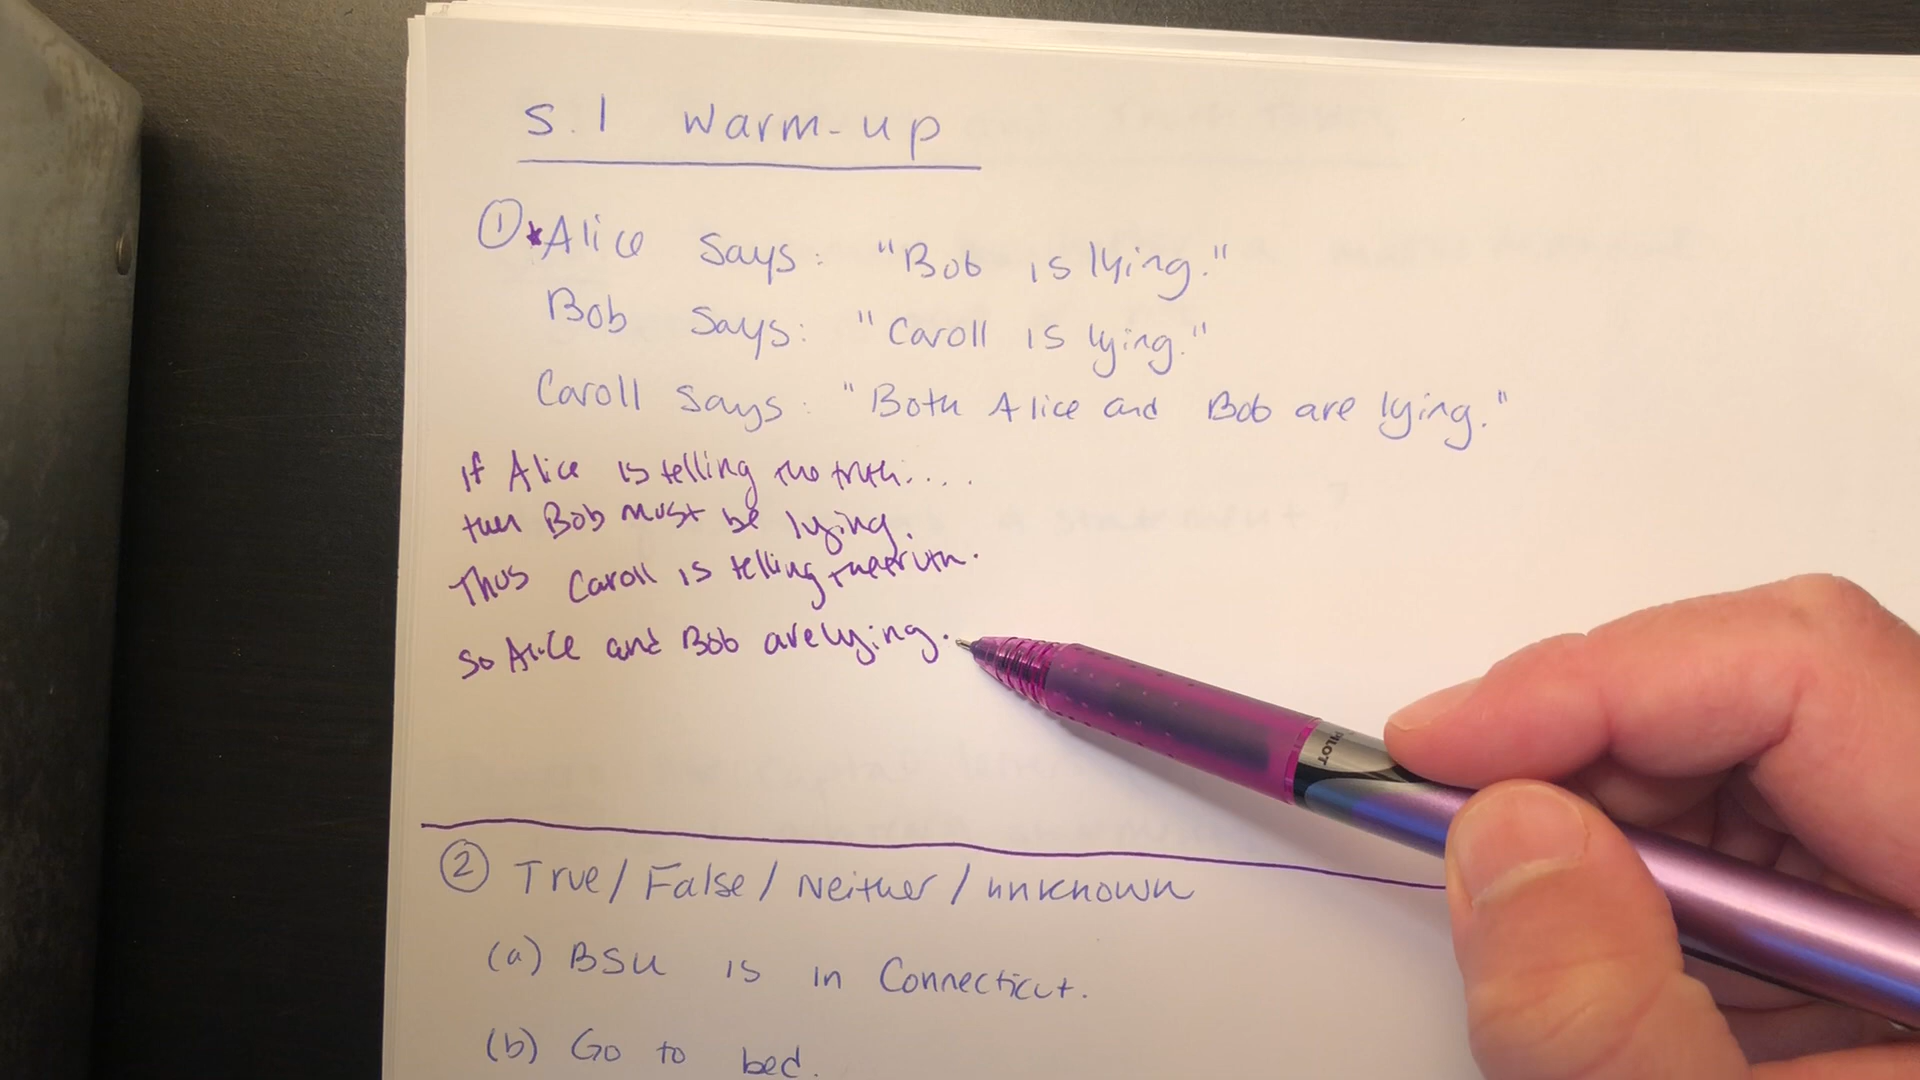 S.1 Warm-up
① *Alice says: "Bob is lying."
Bob says: "Caroll is lying."
Caroll says: "Both Alice and Bob are lying."
If Alice is telling the truth....
then Bob must be lying.
Thus Caroll is telling the truth.
So Alice and Bob are lying.
② True/False/Neither/unknown
(a) BSU is in Connecticut.
(b) Go to bed.
PILOT